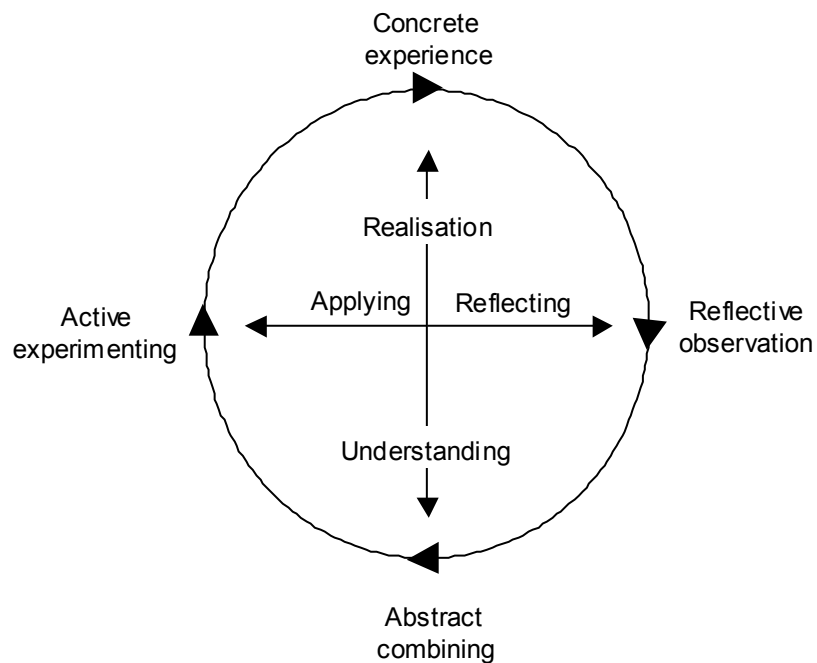 Concrete
experience
Realisation
Applying
Reflecting
Active
experimenting
Reflective
observation
Understanding
Abstract
combining